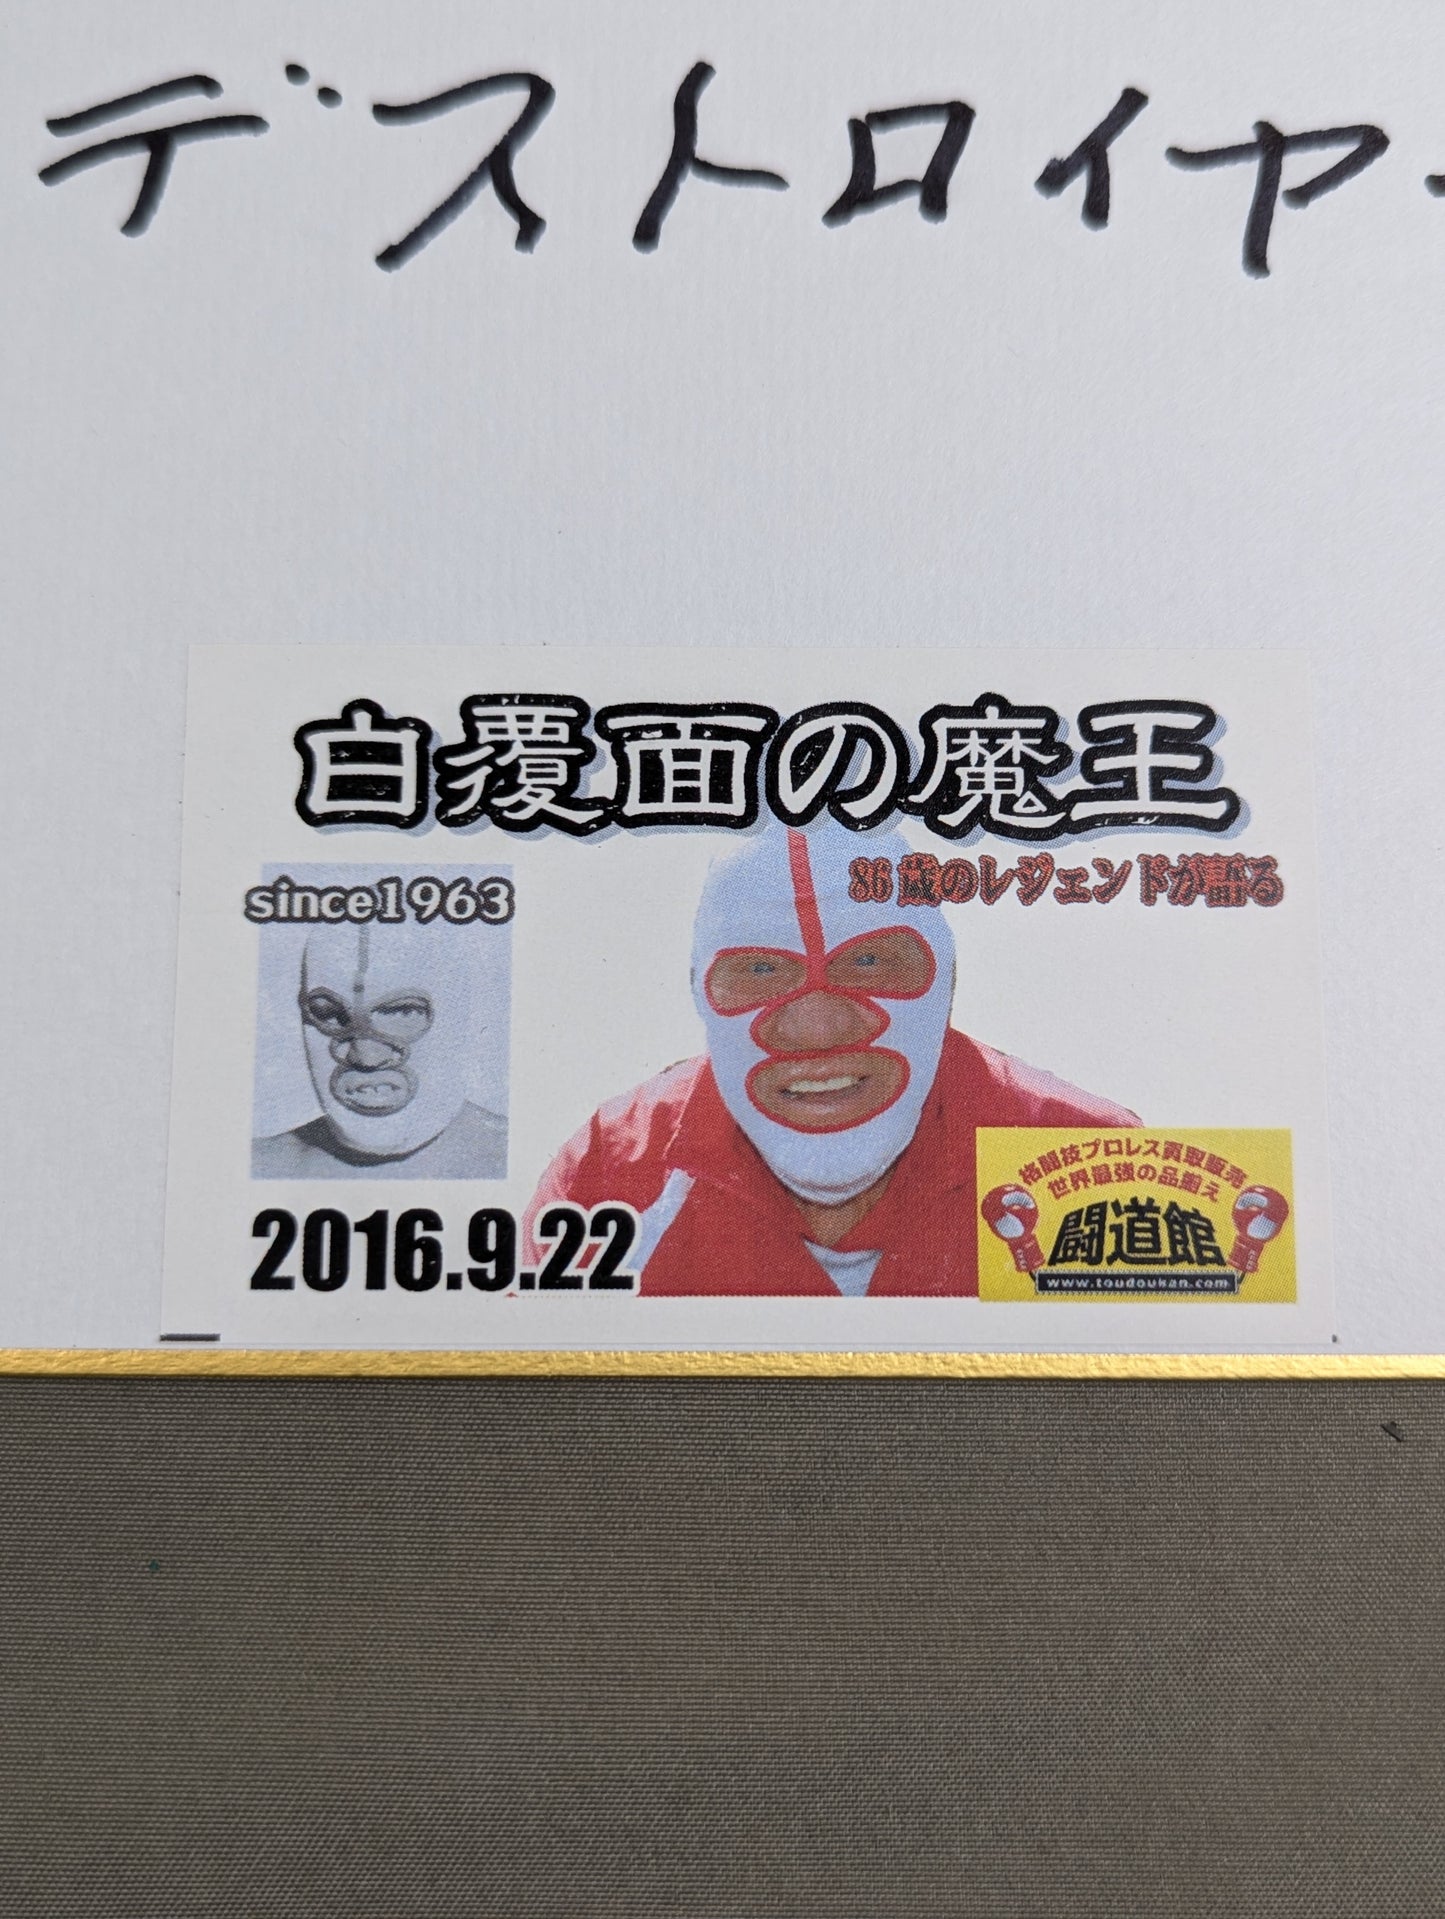 デストロイヤー
白覆面の魔王
86歳のレジェンドが語る
since1963
2016.9.22
格闘技プロレス買取販売
世界最強の品揃え
闘道館
www.toudoukan.com